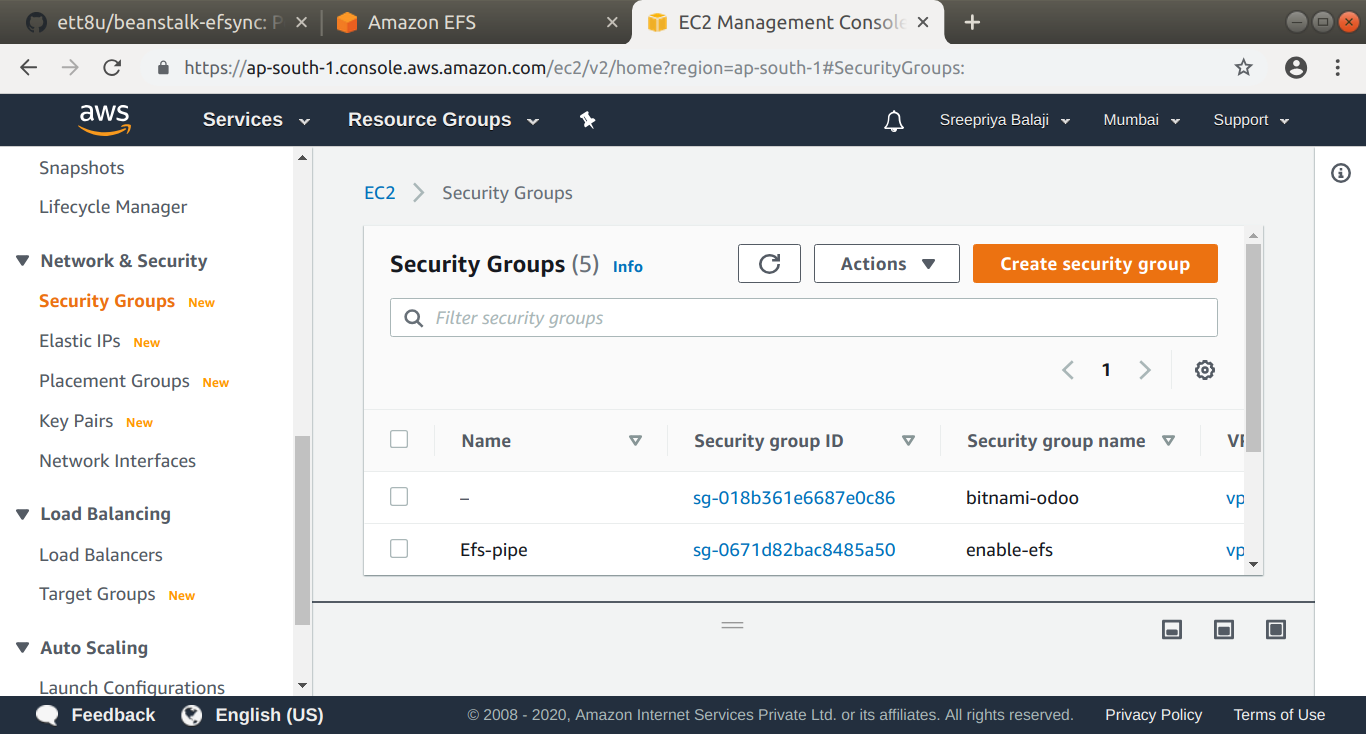 ett8u/beanstalk-efsync: P
Amazon EFS
EC2 Management Console
https://ap-south-1.console.aws.amazon.com/ec2/v2/home?region=ap-south-1#SecurityGroups:
aws
Services
Resource Groups
Sreepriya Balaji
Mumbai
Support
Snapshots
Lifecycle Manager
Network & Security
Security Groups New
Elastic IPs New
Placement Groups New
Key Pairs New
Network Interfaces
Load Balancing
Load Balancers
Target Groups New
Auto Scaling
Launch Configurations
EC2 Security Groups
Security Groups (5) Info
Actions
Create security group
Filter security groups
1
Name Security group ID Security group name
– sg-018b361e6687e0c86 bitnami-odoo vp
Efs-pipe sg-0671d82bac8485a50 enable-efs vp
Feedback
English (US)
© 2008 - 2020, Amazon Internet Services Private Ltd. or its affiliates. All rights reserved.
Privacy Policy
Terms of Use